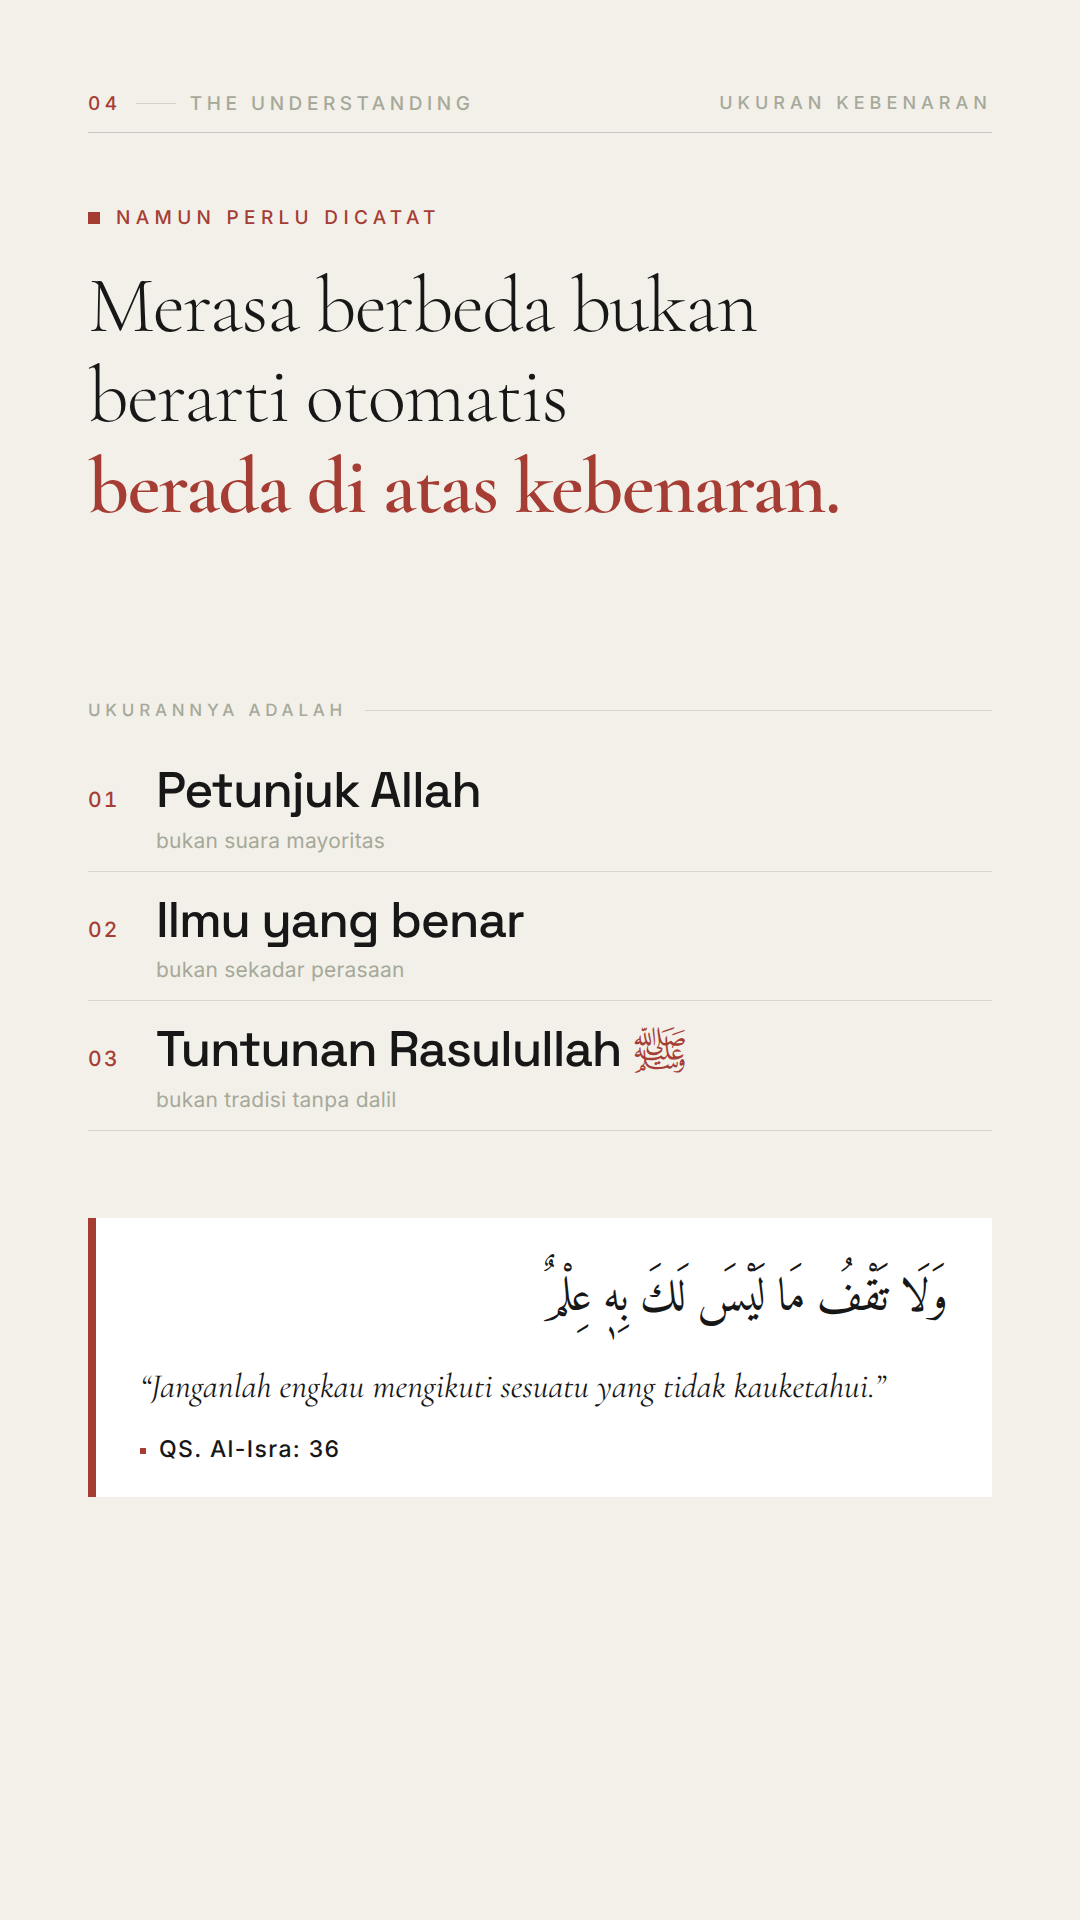 04 THE UNDERSTANDING UKURAN KEBENARAN
NAMUN PERLU DICATAT
Merasa berbeda bukan
berarti otomatis
berada di atas kebenaran.
UKURANNYA ADALAH
01 Petunjuk Allah
bukan suara mayoritas
02 Ilmu yang benar
bukan sekadar perasaan
03 Tuntunan Rasulullah ﷺ
bukan tradisi tanpa dalil
وَلَا تَقْفُ مَا لَيْسَ لَكَ بِهٖ عِلْمٌ
“Janganlah engkau mengikuti sesuatu yang tidak kauketahui.”
QS. Al-Isra: 36